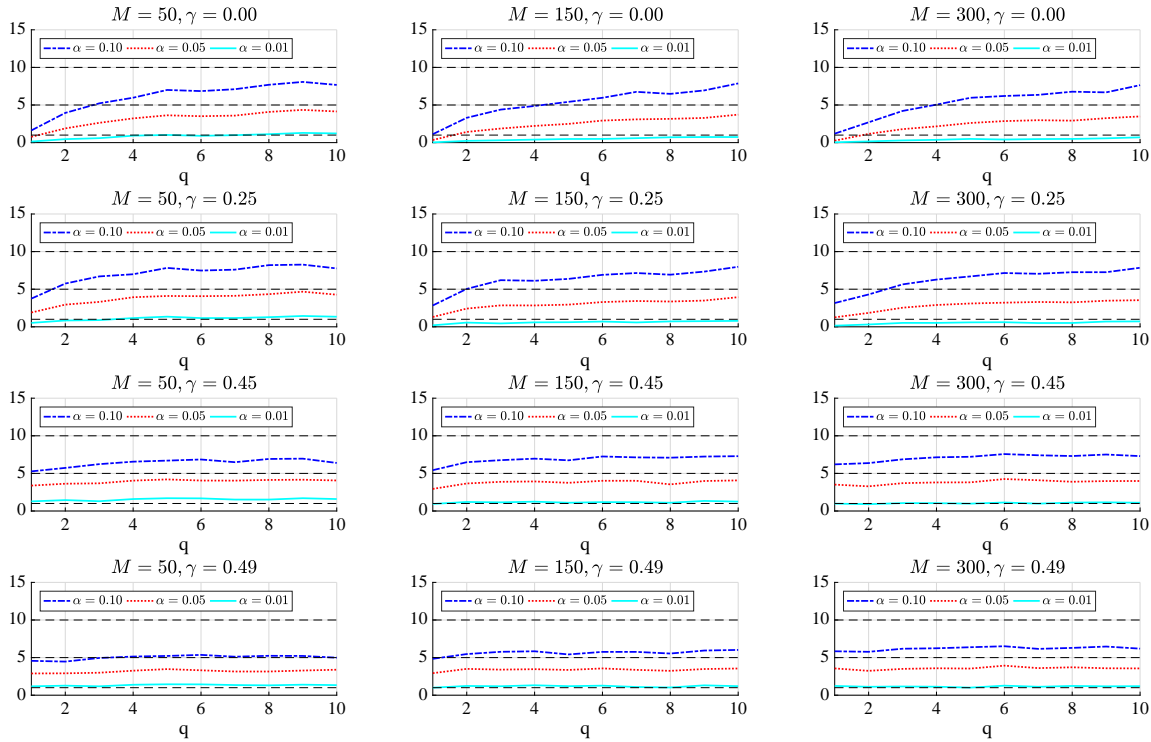 M = 50, γ = 0.00
M = 150, γ = 0.00
M = 300, γ = 0.00
15
10
5
0
α = 0.10 α = 0.05 α = 0.01
2 4 6 8 10
q
15
10
5
0
α = 0.10 α = 0.05 α = 0.01
2 4 6 8 10
q
15
10
5
0
α = 0.10 α = 0.05 α = 0.01
2 4 6 8 10
q
M = 50, γ = 0.25
M = 150, γ = 0.25
M = 300, γ = 0.25
15
10
5
0
α = 0.10 α = 0.05 α = 0.01
2 4 6 8 10
q
15
10
5
0
α = 0.10 α = 0.05 α = 0.01
2 4 6 8 10
q
15
10
5
0
α = 0.10 α = 0.05 α = 0.01
2 4 6 8 10
q
M = 50, γ = 0.45
M = 150, γ = 0.45
M = 300, γ = 0.45
15
10
5
0
α = 0.10 α = 0.05 α = 0.01
2 4 6 8 10
q
15
10
5
0
α = 0.10 α = 0.05 α = 0.01
2 4 6 8 10
q
15
10
5
0
α = 0.10 α = 0.05 α = 0.01
2 4 6 8 10
q
M = 50, γ = 0.49
M = 150, γ = 0.49
M = 300, γ = 0.49
15
10
5
0
α = 0.10 α = 0.05 α = 0.01
2 4 6 8 10
q
15
10
5
0
α = 0.10 α = 0.05 α = 0.01
2 4 6 8 10
q
15
10
5
0
α = 0.10 α = 0.05 α = 0.01
2 4 6 8 10
q